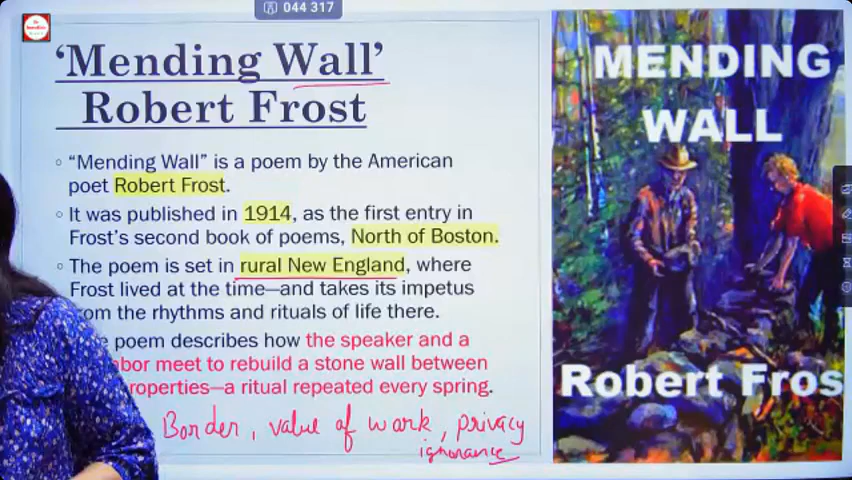 044 317
'Mending Wall'
Robert Frost
◦ "Mending Wall" is a poem by the American
poet Robert Frost.
◦ It was published in 1914, as the first entry in
Frost's second book of poems, North of Boston.
◦ The poem is set in rural New England, where
Frost lived at the time—and takes its impetus
om the rhythms and rituals of life there.
e poem describes how the speaker and a
abor meet to rebuild a stone wall between
roperties—a ritual repeated every spring.
Border, value of work, privacy
ignorance
MENDING
WALL
Robert Fros